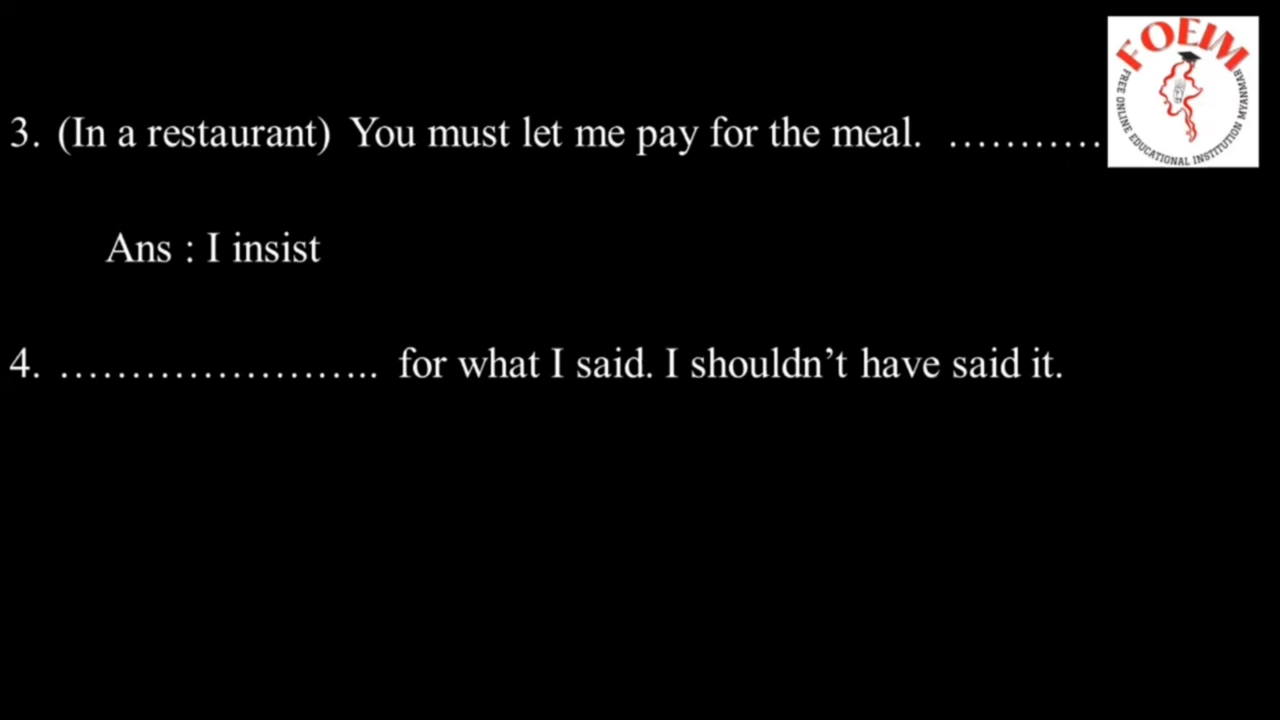 3. (In a restaurant) You must let me pay for the meal. ...........
Ans : I insist
4. ........................ for what I said. I shouldn’t have said it.
FOEIM
FREE ONLINE EDUCATIONAL INSTITUTION MYANMAR